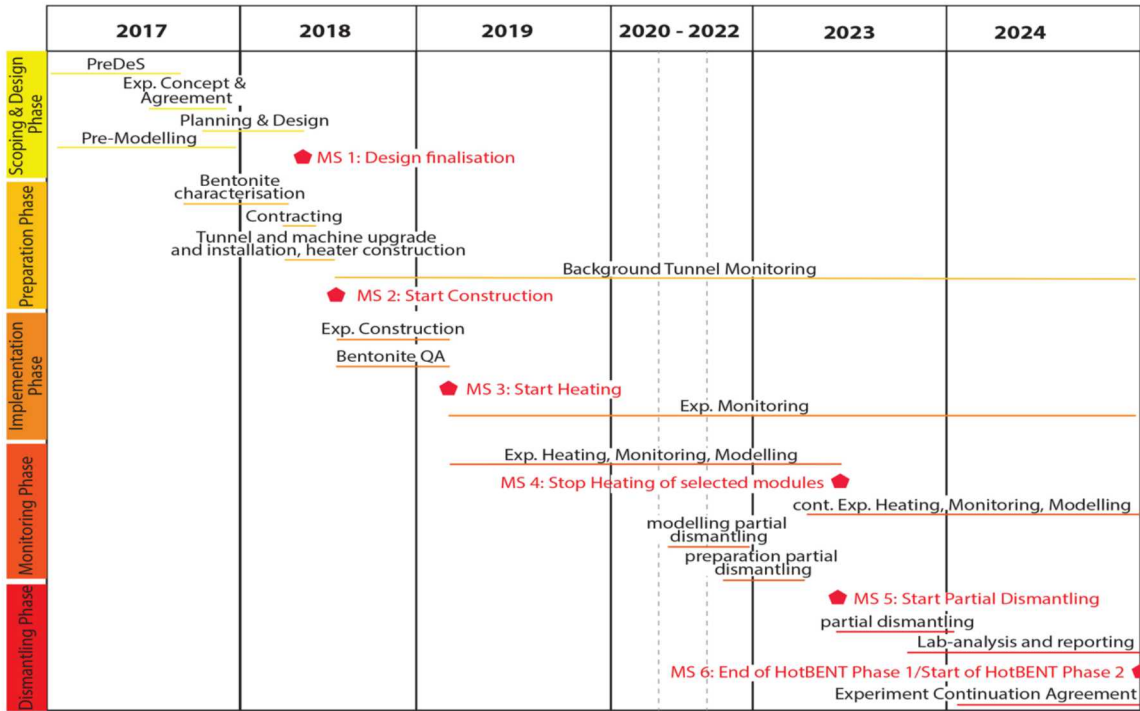 2017 2018 2019 2020 - 2022 2023 2024
Scoping & Design
Phase
PreDeS
Exp. Concept &
Agreement
Planning & Design
Pre-Modelling
MS 1: Design finalisation
Preparation Phase
Bentonite
characterisation
Contracting
Tunnel and machine upgrade
and installation, heater construction
Background Tunnel Monitoring
MS 2: Start Construction
Implementation
Phase
Exp. Construction
Bentonite QA
MS 3: Start Heating
Exp. Monitoring
Monitoring Phase
Exp. Heating, Monitoring, Modelling
MS 4: Stop Heating of selected modules
cont. Exp. Heating, Monitoring, Modelling
modelling partial
dismantling
preparation partial
dismantling
Dismantling Phase
MS 5: Start Partial Dismantling
partial dismantling
Lab-analysis and reporting
MS 6: End of HotBENT Phase 1/Start of HotBENT Phase 2
Experiment Continuation Agreement